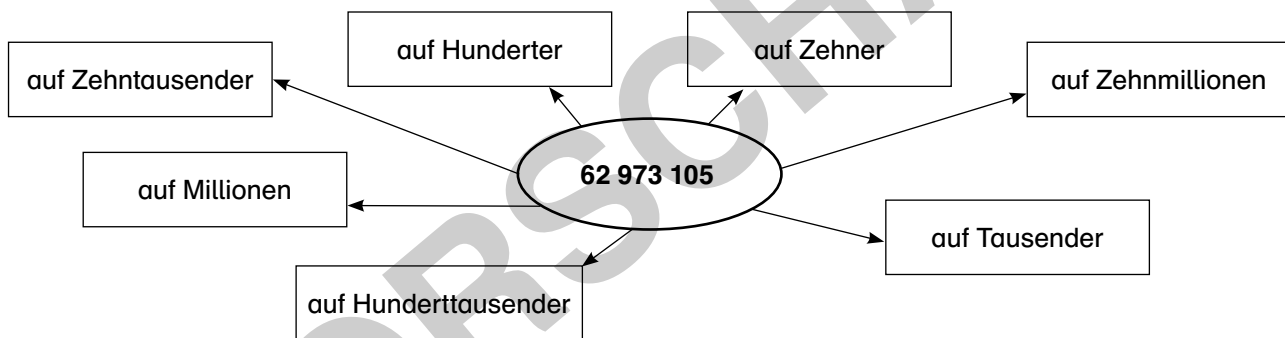 auf Hunderter
auf Zehner
auf Zehntausender
auf Zehnmillionen
62 973 105
auf Millionen
auf Tausender
auf Hunderttausender